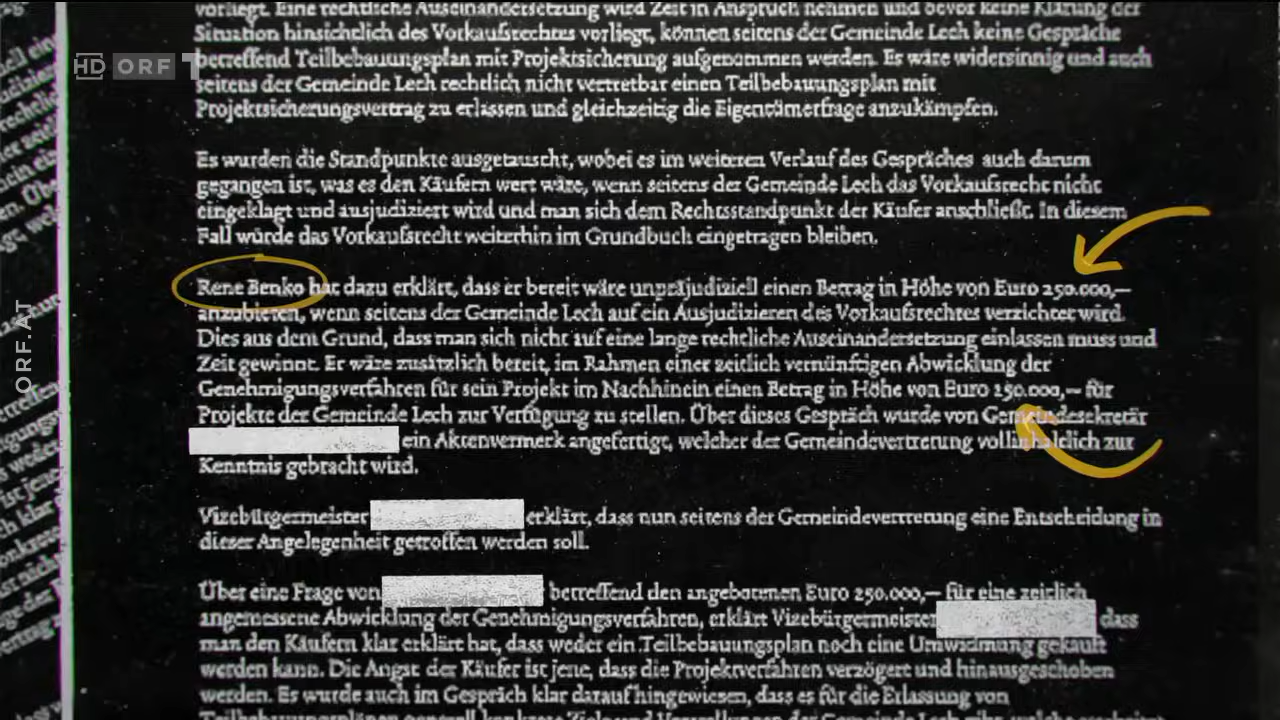 vorliegt. Eine rechtliche Auseinandersetzung wird Zeit in Anspruch nehmen und bevor keine Klärung der
Situation hinsichtlich des Vorkaufsrechtes vorliegt, können seitens der Gemeinde Lech keine Gespräche
betreffend Teilbebauungsplan mit Projektsicherung aufgenommen werden. Es wäre widersinnig und auch
seitens der Gemeinde Lech rechtlich nicht vertretbar einen Teilbebauungsplan mit
Projektsicherungsvertrag zu erlassen und gleichzeitig die Eigentümerfrage anzukämpfen.
Es wurden die Standpunkte ausgetauscht, wobei es im weiteren Verlauf des Gespräches auch darum
gegangen ist, was es den Käufern wert wäre, wenn seitens der Gemeinde Lech das Vorkaufsrecht nicht
eingeklagt und ausjudiziert wird und man sich dem Rechtsstandpunkt der Käufer anschließt. In diesem
Fall würde das Vorkaufsrecht weiterhin im Grundbuch eingetragen bleiben.
Rene Benko hat dazu erklärt, dass er bereit wäre unpräjudiziell einen Betrag in Höhe von Euro 250.000,—
anzubieten, wenn seitens der Gemeinde Lech auf ein Ausjudizieren des Vorkaufsrechtes verzichtet wird.
Dies aus dem Grund, dass man sich nicht auf eine lange rechtliche Auseinandersetzung einlassen muss und
Zeit gewinnt. Er wäre zusätzlich bereit, im Rahmen einer zeitlich vernünftigen Abwicklung der
Genehmigungsverfahren für sein Projekt im Nachhinein einen Betrag in Höhe von Euro 150.000,— für
Projekte der Gemeinde Lech zur Verfügung zu stellen. Über dieses Gespräch wurde von Gemeindesekretär
ein Aktenvermerk angefertigt, welcher der Gemeindevertretung vollinhaltlich zur
Kenntnis gebracht wird.
Vizebürgermeister erklärt, dass nun seitens der Gemeindevertretung eine Entscheidung in
dieser Angelegenheit getroffen werden soll.
Über eine Frage von betreffend den angebotenen Euro 250.000,— für eine zeitlich
angemessene Abwicklung der Genehmigungsverfahren, erklärt Vizebürgermeister dass
man den Käufern klar erklärt hat, dass weder ein Teilbebauungsplan noch eine Umwidmung gekauft
werden kann. Die Angst der Käufer ist jene, dass die Projektverfahren verzögert und hinausgeschoben
werden. Es wurde auch im Gespräch klar darauf hingewiesen, dass es für die Erlassung von
HD ORF
ORF.AT